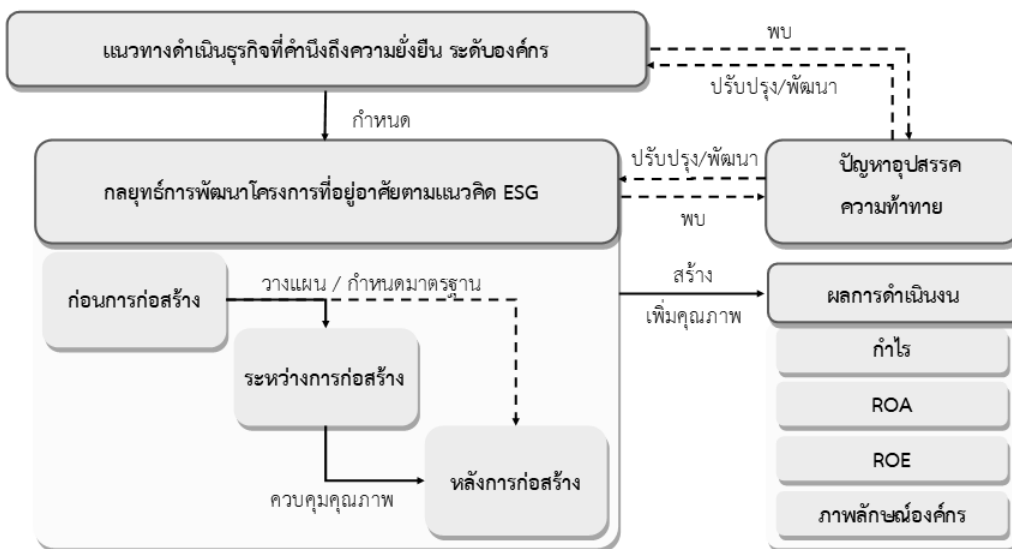 แนวทางดำเนินธุรกิจที่คำนึงถึงความยั่งยืน ระดับองค์กร
พบ
ปรับปรุง/พัฒนา
กำหนด
กลยุทธ์การพัฒนาโครงการที่อยู่อาศัยตามแนวคิด ESG
ปรับปรุง/พัฒนา
พบ
ปัญหาอุปสรรค
ความท้าทาย
ก่อนการก่อสร้าง
วางแผน / กำหนดมาตรฐาน
ระหว่างการก่อสร้าง
ควบคุมคุณภาพ
หลังการก่อสร้าง
สร้าง
เพิ่มคุณภาพ
ผลการดำเนินงน
กำไร
ROA
ROE
ภาพลักษณ์องค์กร